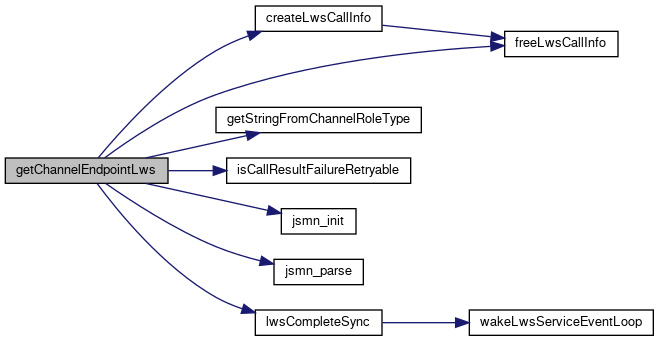 createLwsCallInfo
freeLwsCallInfo
getStringFromChannelRoleType
getChannelEndpointLws
isCallResultFailureRetryable
jsmn_init
jsmn_parse
lwsCompleteSync
wakeLwsServiceEventLoop